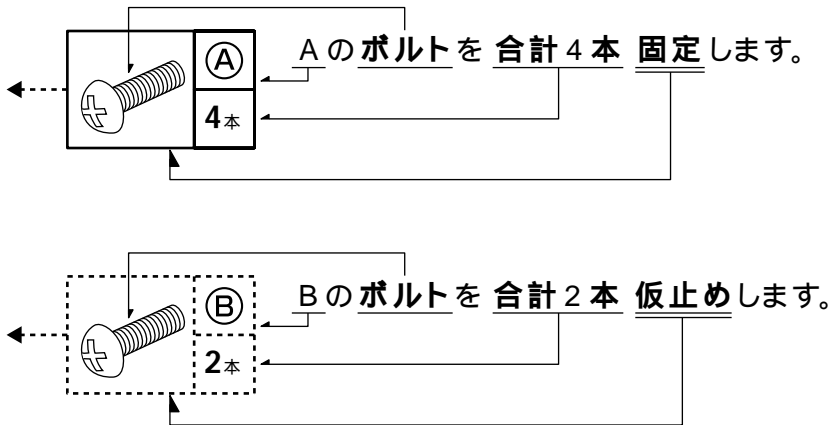 Aのボルトを 合計4本 固定します。
Ⓐ
4本
Bのボルトを 合計2本 仮止めします。
Ⓑ
2本